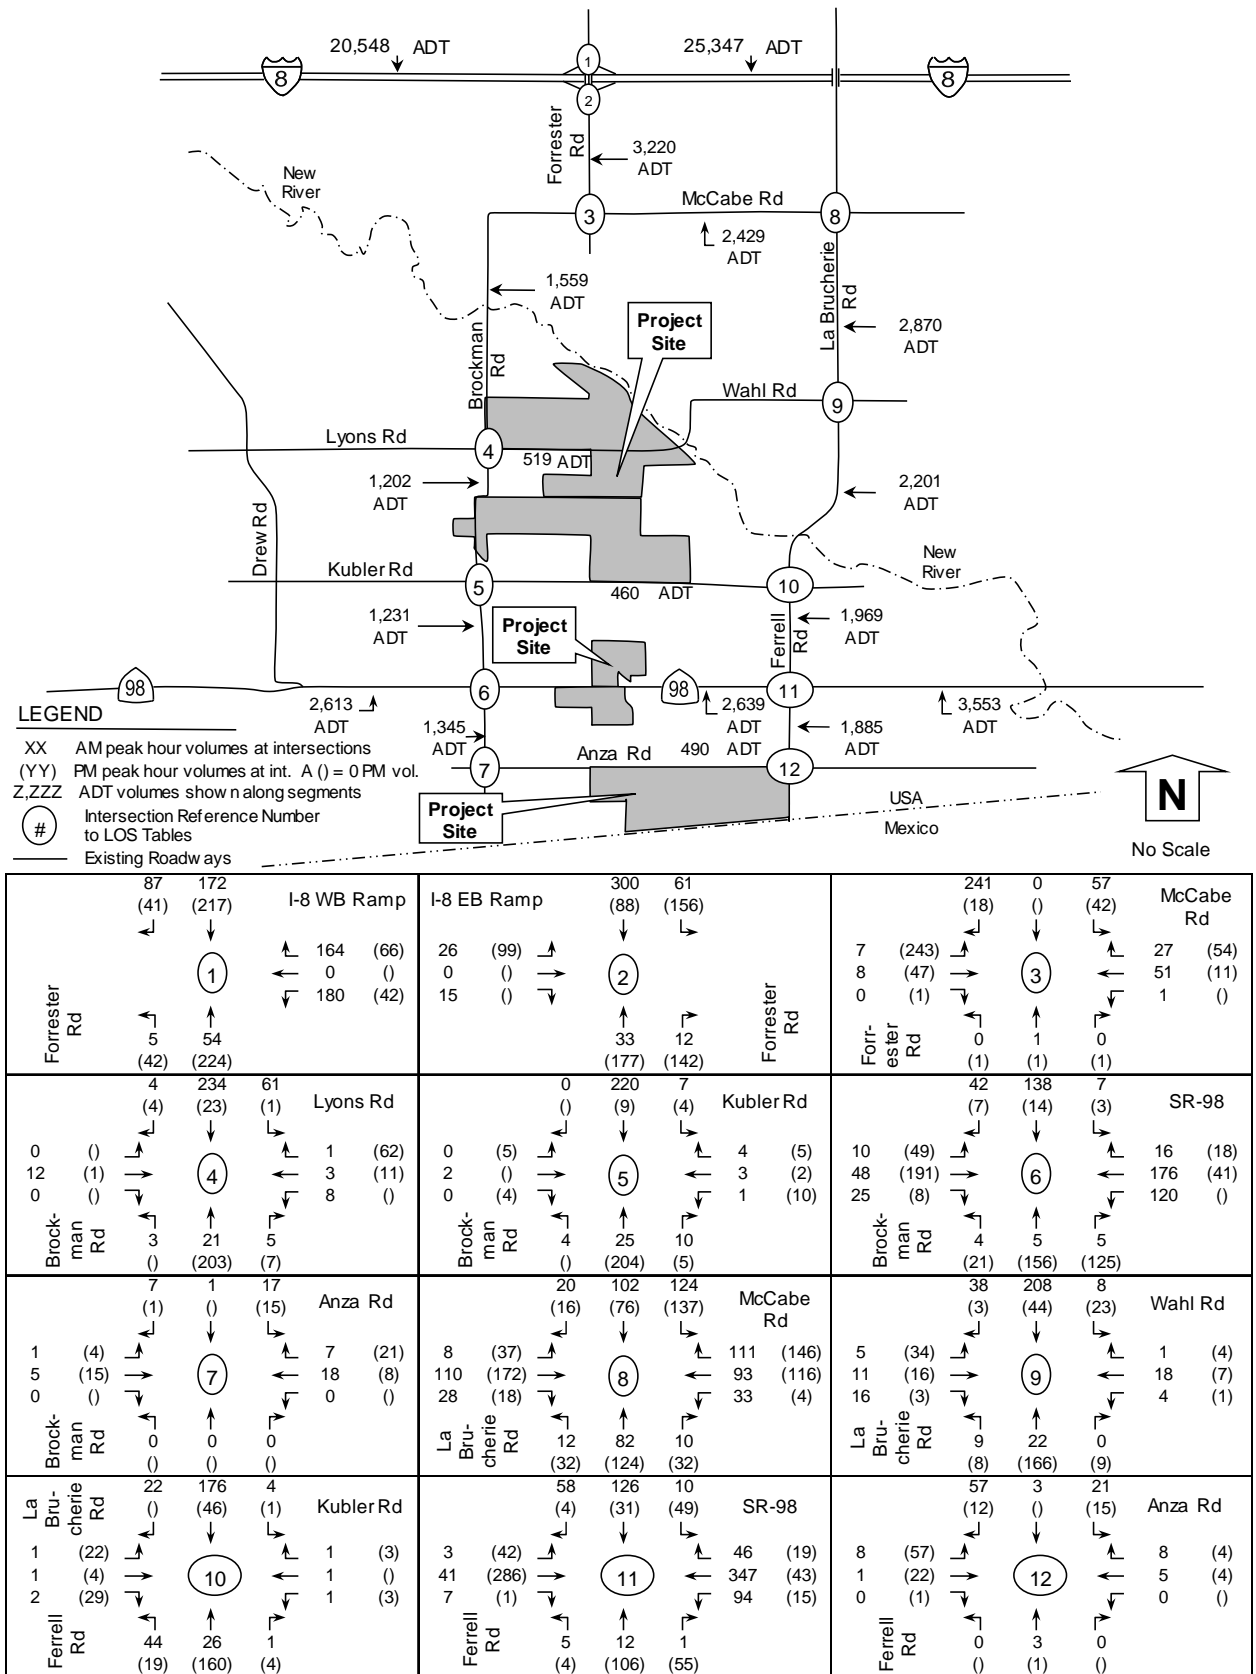 20,548 ADT
25,347 ADT
8
8
1
2
Forrester
Rd
3,220
ADT
New
River
McCabe Rd
3
8
2,429
ADT
1,559
ADT
La Brucherie
Rd
Project
Site
2,870
ADT
Brockman
Rd
Wahl Rd
9
Lyons Rd
4
519 ADT
1,202
ADT
2,201
ADT
Drew Rd
New
River
Kubler Rd
5
460 ADT
10
1,231
ADT
Project
Site
Ferrell
Rd
1,969
ADT
98
6
98
11
2,613
ADT
2,639
ADT
3,553
ADT
LEGEND
1,345
ADT
1,885
ADT
XX AM peak hour volumes at intersections
(YY) PM peak hour volumes at int. A () = 0 PM vol.
Z,ZZZ ADT volumes shown along segments
# Intersection Reference Number
to LOS Tables
Existing Roadways
7
Anza Rd
490 ADT
12
Project
Site
USA
Mexico
N
No Scale
87 172
(41) (217)
I-8 WB Ramp
164 (66)
1 0 ()
180 (42)
Forrester
Rd
5 54
(42) (224)
300 61
(88) (156)
I-8 EB Ramp
26 (99)
0 () 2
15 ()
33 12
(177) (142)
Forrester
Rd
241 0 57
(18) () (42)
McCabe
Rd
7 (243) 27 (54)
8 (47) 3 51 (11)
0 (1) 1 ()
Forr-
ester
Rd
0 1 0
(1) (1) (1)
4 234 61
(4) (23) (1)
Lyons Rd
0 () 1 (62)
12 (1) 4 3 (11)
0 () 8 ()
Brock-
man
Rd
3 21 5
() (203) (7)
0 220 7
() (9) (4)
Kubler Rd
0 (5) 4 (5)
2 () 5 3 (2)
0 (4) 1 (10)
Brock-
man
Rd
4 25 10
() (204) (5)
42 138 7
(7) (14) (3)
SR-98
10 (49) 16 (18)
48 (191) 6 176 (41)
25 (8) 120 ()
Brock-
man
Rd
4 5 5
(21) (156) (125)
7 1 17
(1) () (15)
Anza Rd
1 (4) 7 (21)
5 (15) 7 18 (8)
0 () 0 ()
Brock-
man
Rd
0 0 0
() () ()
20 102 124
(16) (76) (137)
McCabe
Rd
8 (37) 111 (146)
110 (172) 8 93 (116)
28 (18) 33 (4)
La
Bru-
cherie
Rd
12 82 10
(32) (124) (32)
38 208 8
(3) (44) (23)
Wahl Rd
5 (34) 1 (4)
11 (16) 9 18 (7)
16 (3) 4 (1)
La
Bru-
cherie
Rd
9 22 0
(8) (166) (9)
La
Bru-
cherie
Rd
22 176 4
() (46) (1)
Kubler Rd
1 (22) 1 (3)
1 (4) 10 1 ()
2 (29) 1 (3)
Ferrell
Rd
44 26 1
(19) (160) (4)
58 126 10
(4) (31) (49)
SR-98
3 (42) 46 (19)
41 (286) 11 347 (43)
7 (1) 94 (15)
Ferrell
Rd
5 12 1
(4) (106) (55)
57 3 21
(12) () (15)
Anza Rd
8 (57) 8 (4)
1 (22) 12 5 (4)
0 (1) 0 ()
Ferrell
Rd
0 3 0
() (1) ()